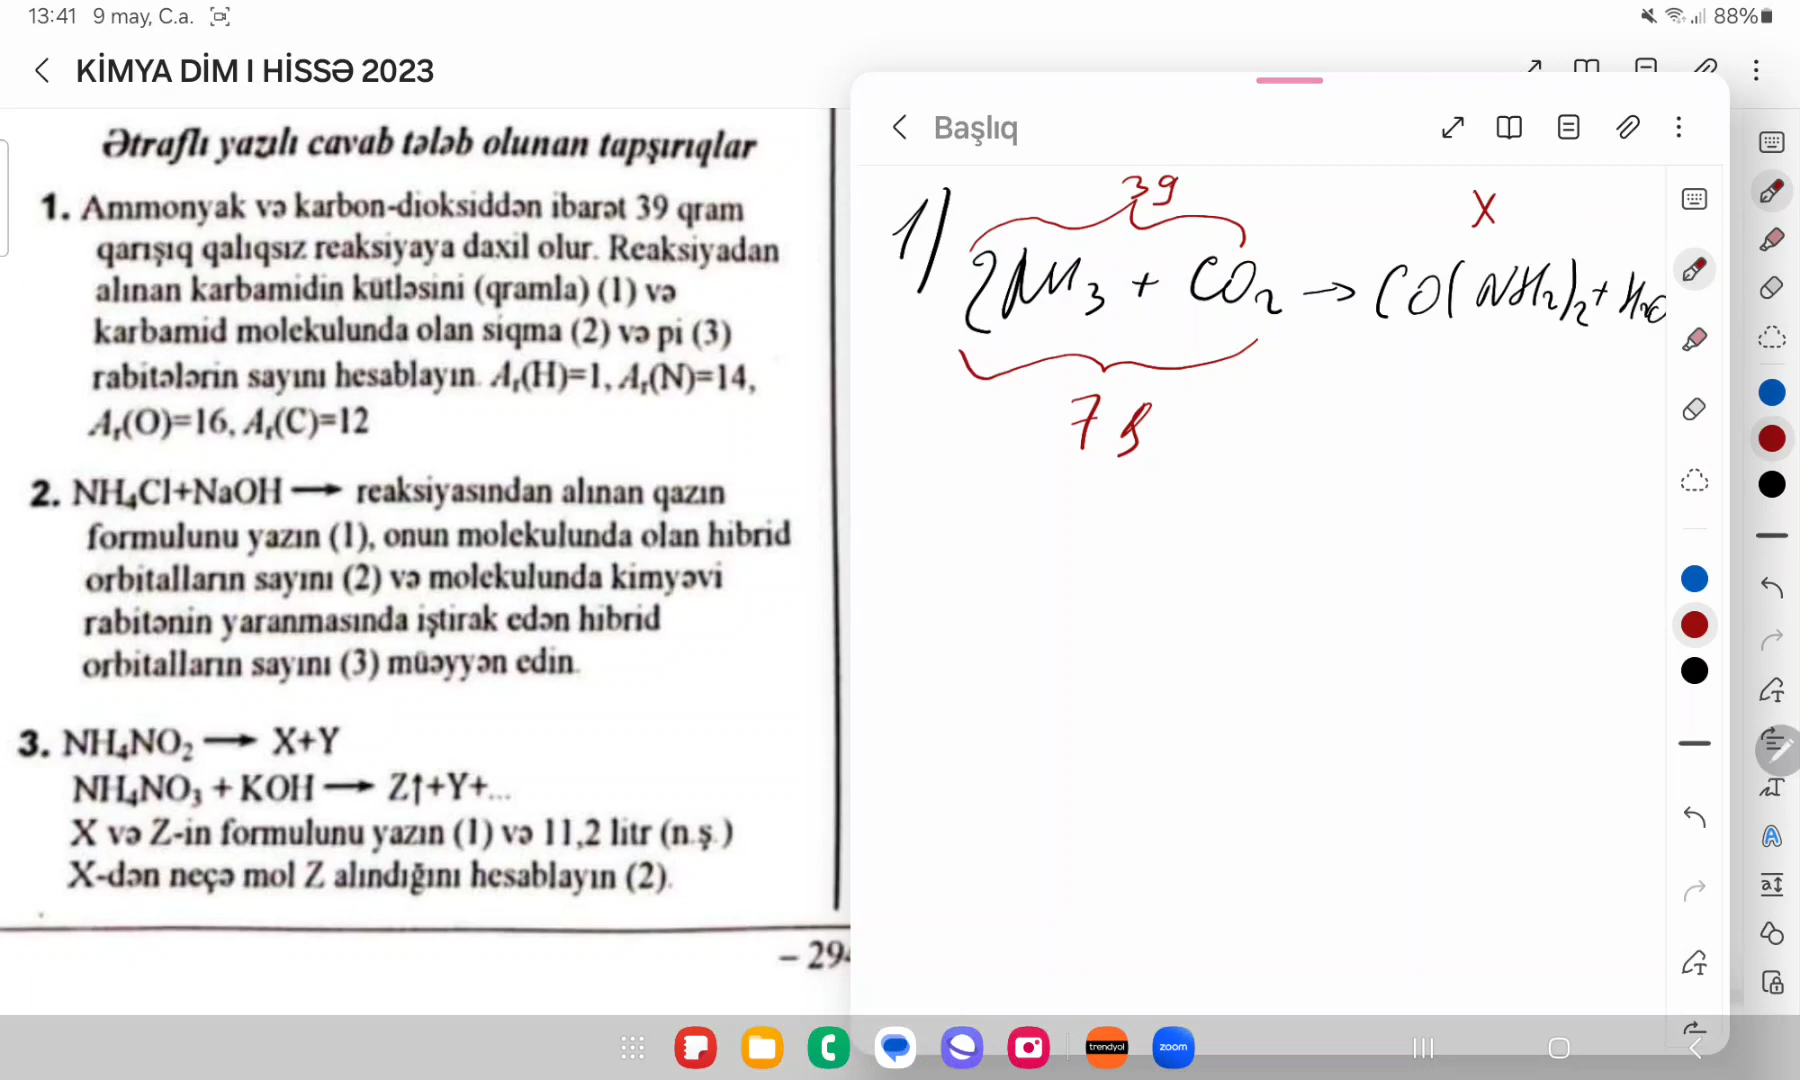 13:41 9 may, C.a.
88%
KİMYA DİM I HİSSƏ 2023
Ətraflı yazılı cavab tələb olunan tapşırıqlar
1. Ammonyak və karbon-dioksiddən ibarət 39 qram
qarışıq qalıqsız reaksiyaya daxil olur. Reaksiyadan
alınan karbamidin kütləsini (qramla) (1) və
karbamid molekulunda olan siqma (2) və pi (3)
rabitələrin sayını hesablayın. Aᵣ(H)=1, Aᵣ(N)=14,
Aᵣ(O)=16, Aᵣ(C)=12
2. NH₄Cl+NaOH⟶ reaksiyasından alınan qazın
formulunu yazın (1), onun molekulunda olan hibrid
orbitalların sayını (2) və molekulunda kimyəvi
rabitənin yaranmasında iştirak edən hibrid
orbitalların sayını (3) müəyyən edin.
3. NH₄NO₂ ⟶ X+Y
NH₄NO₃ + KOH ⟶ Z↑+Y+...
X və Z-in formulunu yazın (1) və 11,2 litr (n.ş.)
X-dən neçə mol Z alındığını hesablayın (2).
– 29
Başlıq
39 X
1) 2NH₃ + CO₂ → CO(NH₂)₂ + H₂O
78
trendyol
zoom